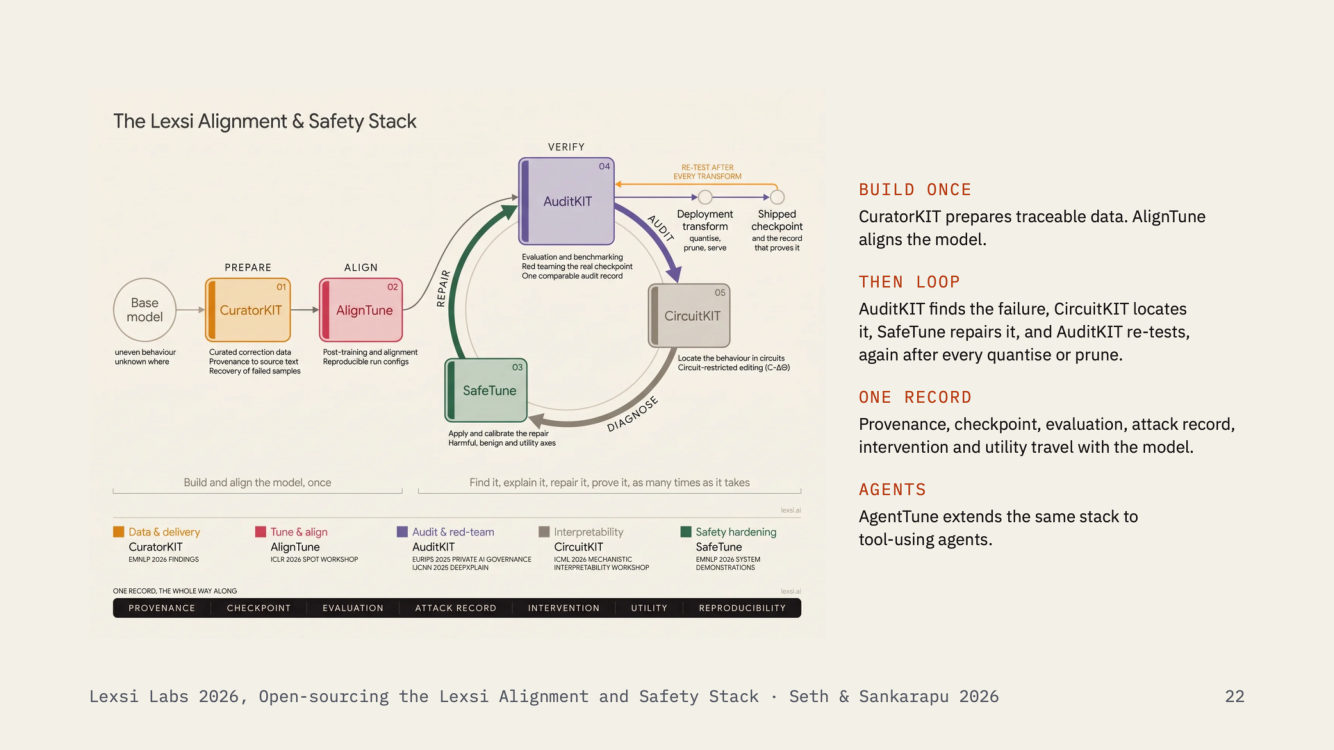 The Lexsi Alignment & Safety Stack
VERIFY
04
AuditKIT
Evaluation and benchmarking
Red teaming the real checkpoint
One comparable audit record
RE-TEST AFTER
EVERY TRANSFORM
Deployment
transform
quantise,
prune, serve
Shipped
checkpoint
and the record
that proves it
AUDIT
REPAIR
DIAGNOSE
Base
model
uneven behaviour
unknown where
PREPARE
01
CuratorKIT
Curated correction data
Provenance to source text
Recovery of failed samples
ALIGN
02
AlignTune
Post-training and alignment
Reproducible run configs
05
CircuitKIT
Locate the behaviour in circuits
Circuit-restricted editing (C-ΔΘ)
03
SafeTune
Apply and calibrate the repair
Harmful, benign and utility axes
Build and align the model, once
Find it, explain it, repair it, prove it, as many times as it takes
lexsi.ai
Data & delivery
CuratorKIT
EMNLP 2026 FINDINGS
Tune & align
AlignTune
ICLR 2026 SPOT WORKSHOP
Audit & red-team
AuditKIT
EURIPS 2025 PRIVATE AI GOVERNANCE
IJCNN 2025 DEEPXPLAIN
Interpretability
CircuitKIT
ICML 2026 MECHANISTIC
INTERPRETABILITY WORKSHOP
Safety hardening
SafeTune
EMNLP 2026 SYSTEM
DEMONSTRATIONS
ONE RECORD, THE WHOLE WAY ALONG
lexsi.ai
PROVENANCE CHECKPOINT EVALUATION ATTACK RECORD INTERVENTION UTILITY REPRODUCIBILITY
BUILD ONCE
CuratorKIT prepares traceable data. AlignTune
aligns the model.
THEN LOOP
AuditKIT finds the failure, CircuitKIT locates
it, SafeTune repairs it, and AuditKIT re-tests,
again after every quantise or prune.
ONE RECORD
Provenance, checkpoint, evaluation, attack record,
intervention and utility travel with the model.
AGENTS
AgentTune extends the same stack to
tool-using agents.
Lexsi Labs 2026, Open-sourcing the Lexsi Alignment and Safety Stack · Seth & Sankarapu 2026
22